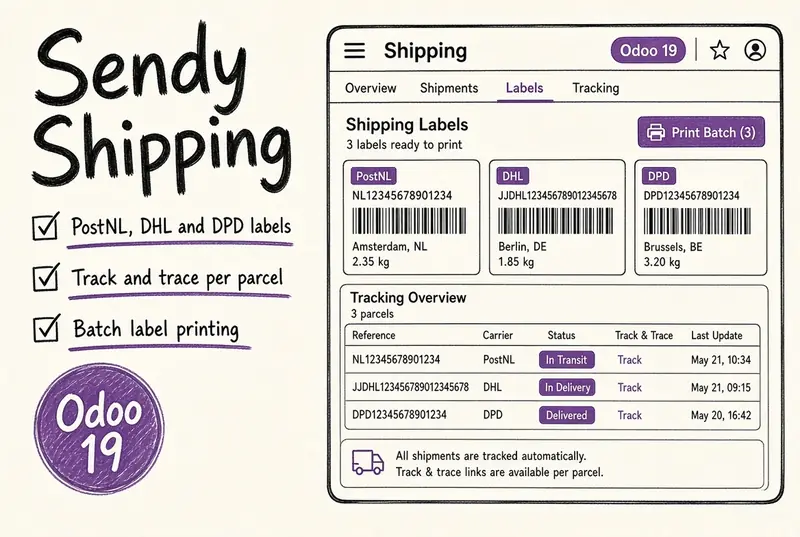 Sendy
Shipping
PostNL, DHL and DPD labels
Track and trace per parcel
Batch label printing
Odoo
19
Shipping
Odoo 19
Overview
Shipments
Labels
Tracking
Shipping Labels
3 labels ready to print
Print Batch (3)
PostNL
NL12345678901234
Amsterdam, NL
2.35 kg
DHL
JJDHL123456789012345678
Berlin, DE
1.85 kg
DPD
DPD12345678901234
Brussels, BE
3.20 kg
Tracking Overview
3 parcels
Reference Carrier Status Track & Trace Last Update
NL12345678901234 PostNL In Transit Track May 21, 10:34
JJDHL123456789012345678 DHL In Delivery Track May 21, 09:15
DPD12345678901234 DPD Delivered Track May 20, 16:42
All shipments are tracked automatically.
Track & trace links are available per parcel.